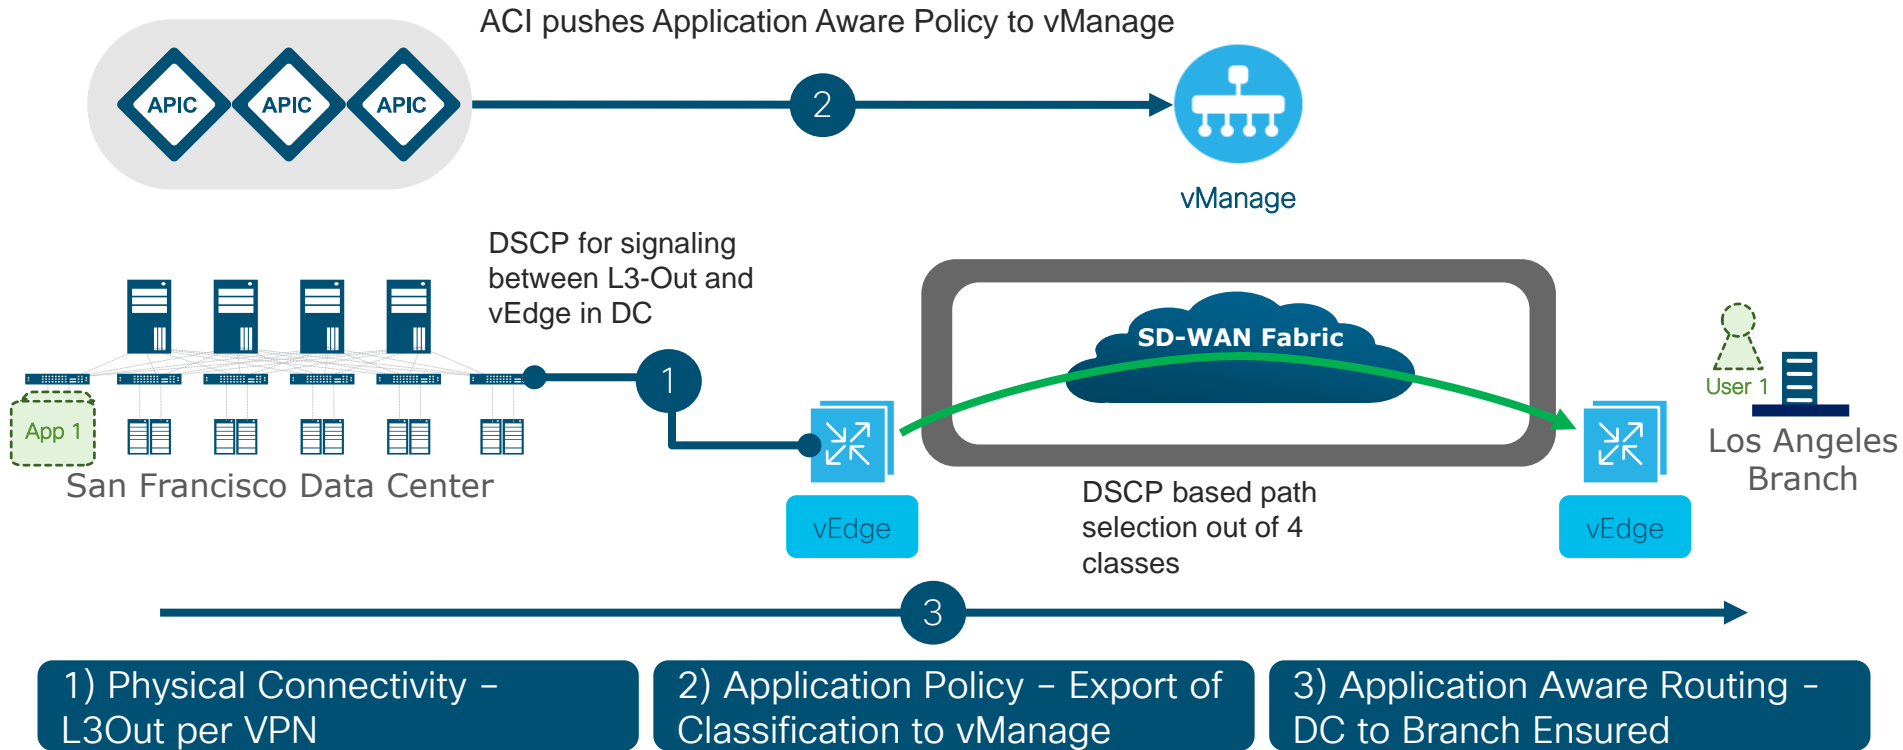 ACI pushes Application Aware Policy to vManage
APIC
APIC
APIC
2
vManage
DSCP for signaling
between L3-Out and
vEdge in DC
SD-WAN Fabric
1
User 1
App 1
San Francisco Data Center
Los Angeles
Branch
vEdge
DSCP based path
selection out of 4
classes
vEdge
3
1) Physical Connectivity –
L3Out per VPN
2) Application Policy – Export of
Classification to vManage
3) Application Aware Routing -
DC to Branch Ensured